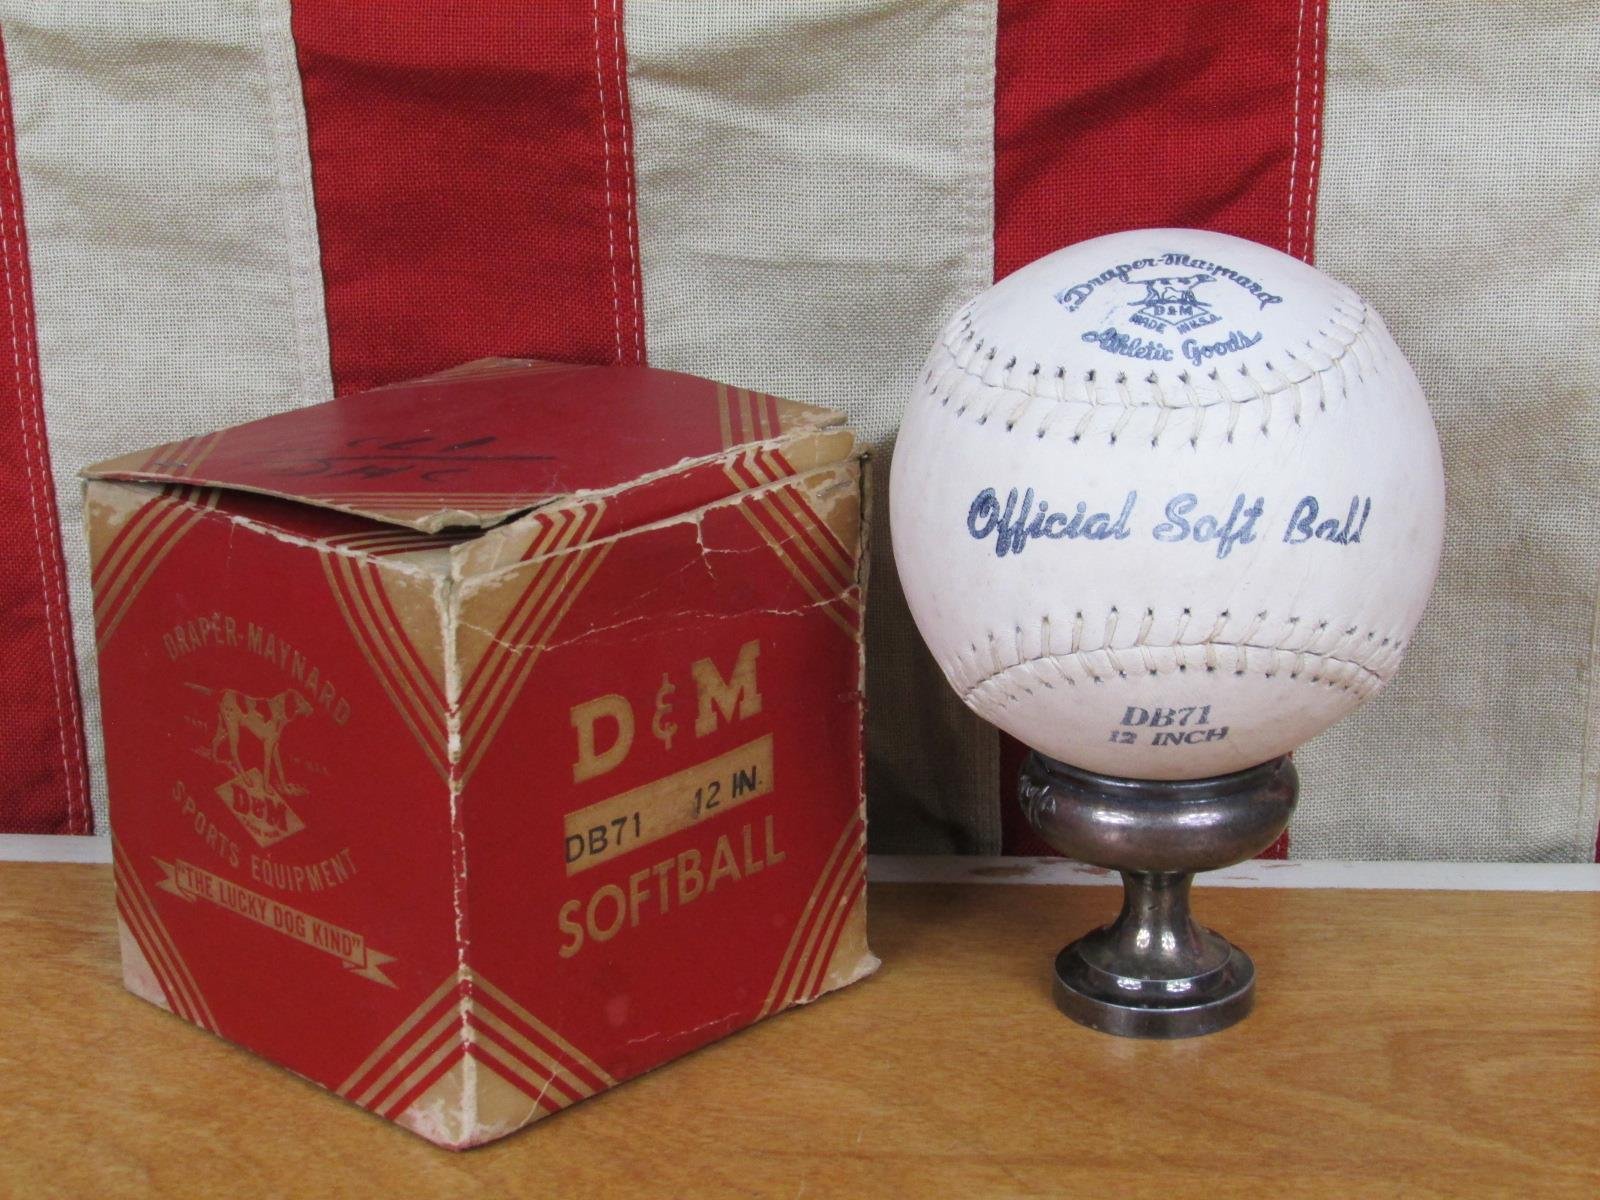 DRAPER-MAYNARD
D&M
SPORTS EQUIPMENT
"THE LUCKY DOG KIND"
D & M
DB71 12 IN.
SOFTBALL
Draper-Maynard
D&M
MADE IN U.S.A.
Athletic Goods
Official Soft Ball
DB71
12 INCH